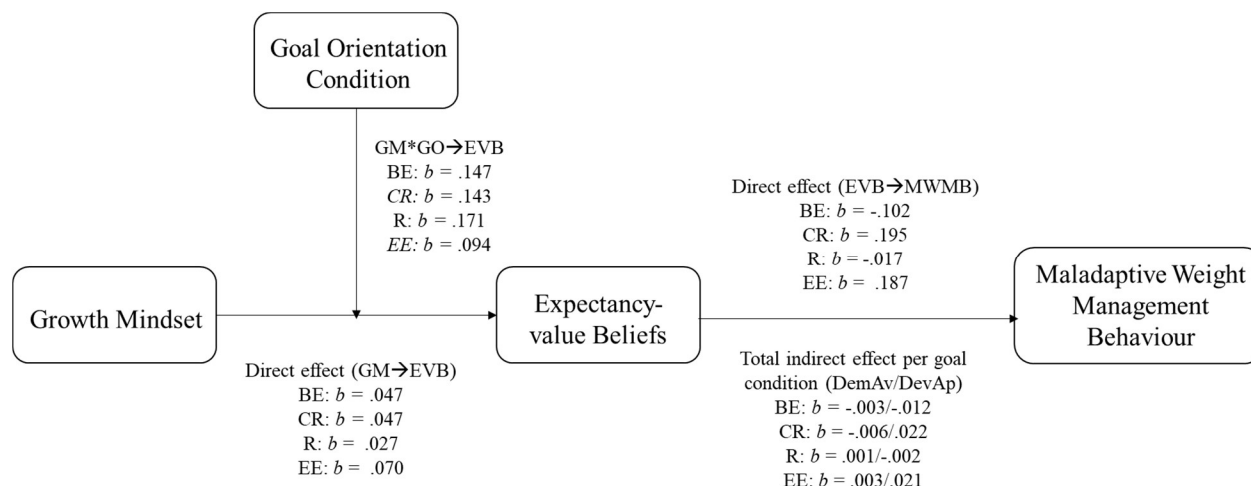 Goal Orientation
Condition
GM*GO→EVB
BE: b = .147
CR: b = .143
R: b = .171
EE: b = .094
Direct effect (EVB→MWMB)
BE: b = -.102
CR: b = .195
R: b = -.017
EE: b = .187
Growth Mindset
Expectancy-
value Beliefs
Maladaptive Weight
Management
Behaviour
Direct effect (GM→EVB)
BE: b = .047
CR: b = .047
R: b = .027
EE: b = .070
Total indirect effect per goal
condition (DemAv/DevAp)
BE: b = -.003/-.012
CR: b = -.006/.022
R: b = .001/-.002
EE: b = .003/.021